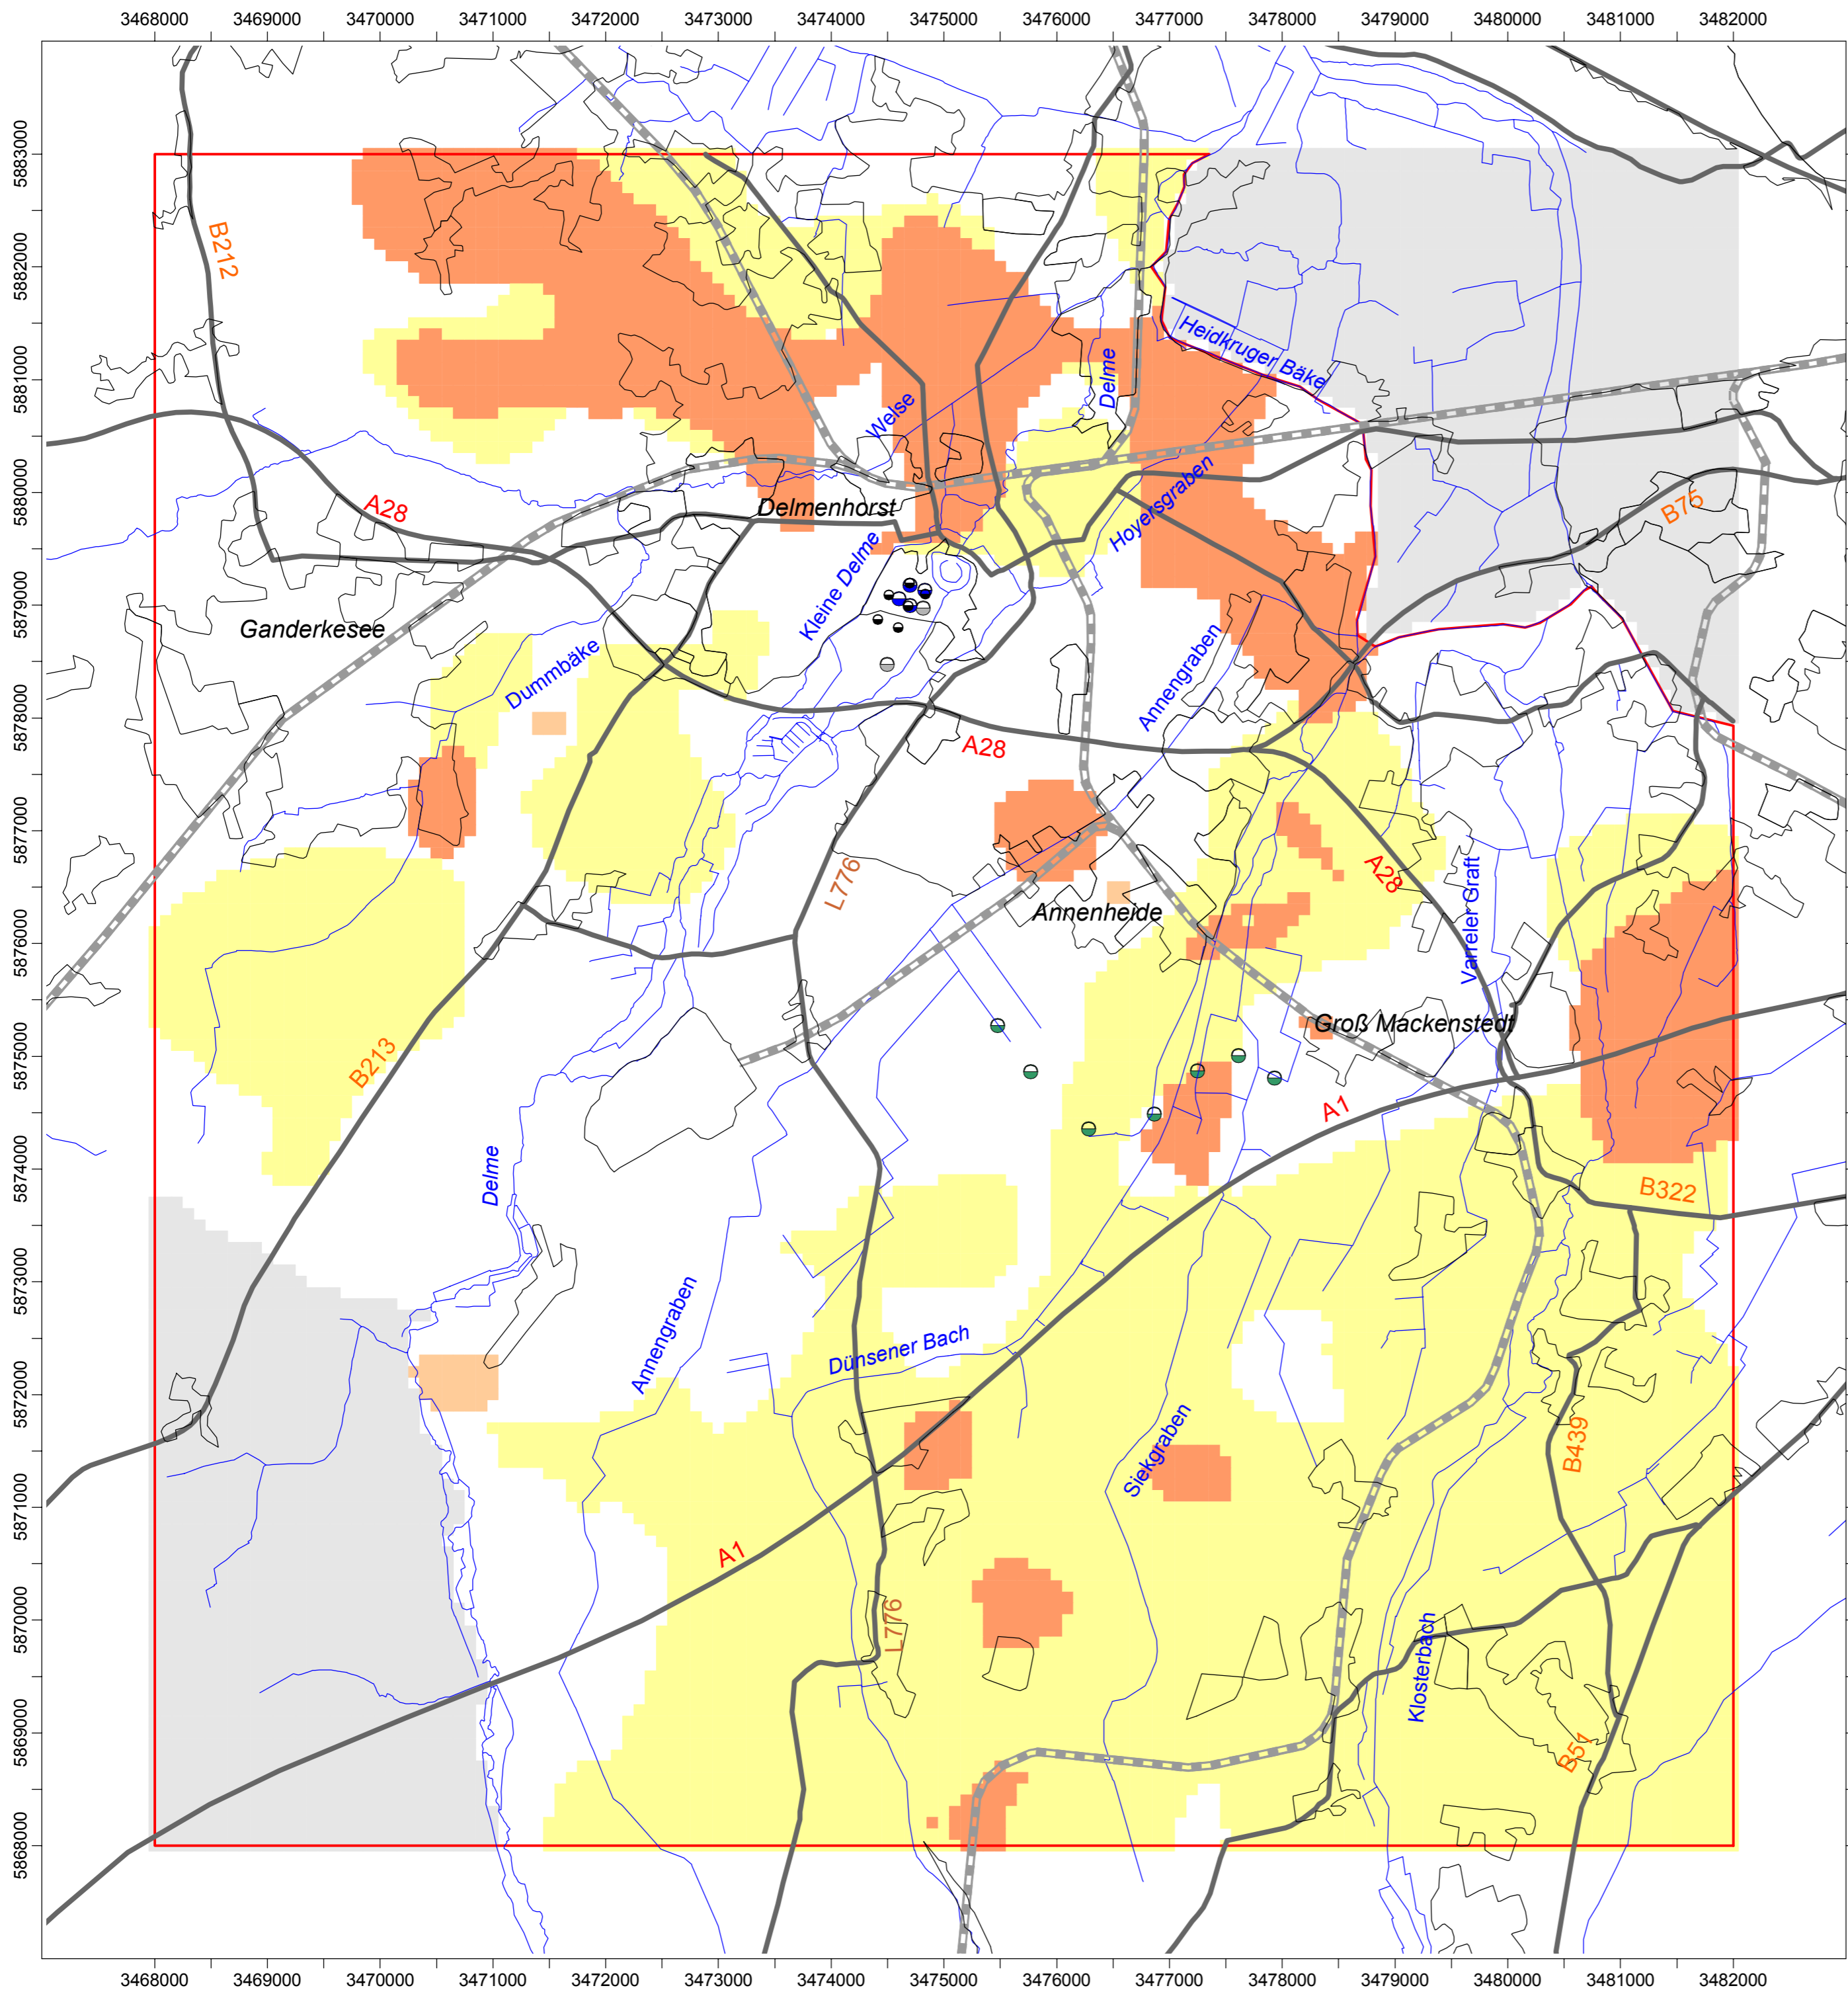 3468000 3469000 3470000 3471000 3472000 3473000 3474000 3475000 3476000 3477000 3478000 3479000 3480000 3481000 3482000
5883000
5882000
5881000
5880000
5879000
5878000
5877000
5876000
5875000
5874000
5873000
5872000
5871000
5870000
5869000
5868000
B212
Heidkruger Bäke
Delme
Welse
A28
Delmenhorst
Hoyersgraben
B75
Kleine Delme
Ganderkesee
Dummbäke
Annengraben
A28
L776
A28
Annenheide
Varreler Graft
Groß Mackenstedt
B213
A1
Delme
B322
Annengraben
Dünsener Bach
Siekgraben
B439
A1
L776
Klosterbach
B51
3468000 3469000 3470000 3471000 3472000 3473000 3474000 3475000 3476000 3477000 3478000 3479000 3480000 3481000 3482000